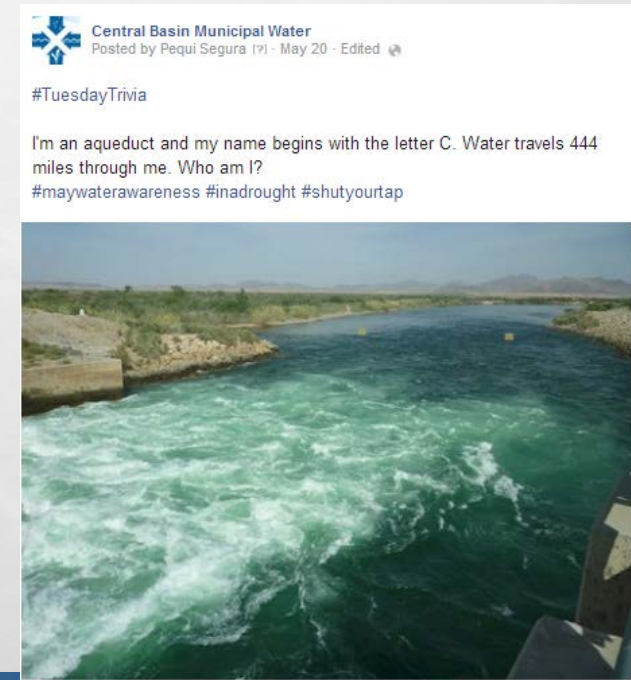 Central Basin Municipal Water
Posted by Pequi Segura [?] · May 20 · Edited
#TuesdayTrivia
I'm an aqueduct and my name begins with the letter C. Water travels 444
miles through me. Who am I?
#maywaterawareness #inadrought #shutyourtap